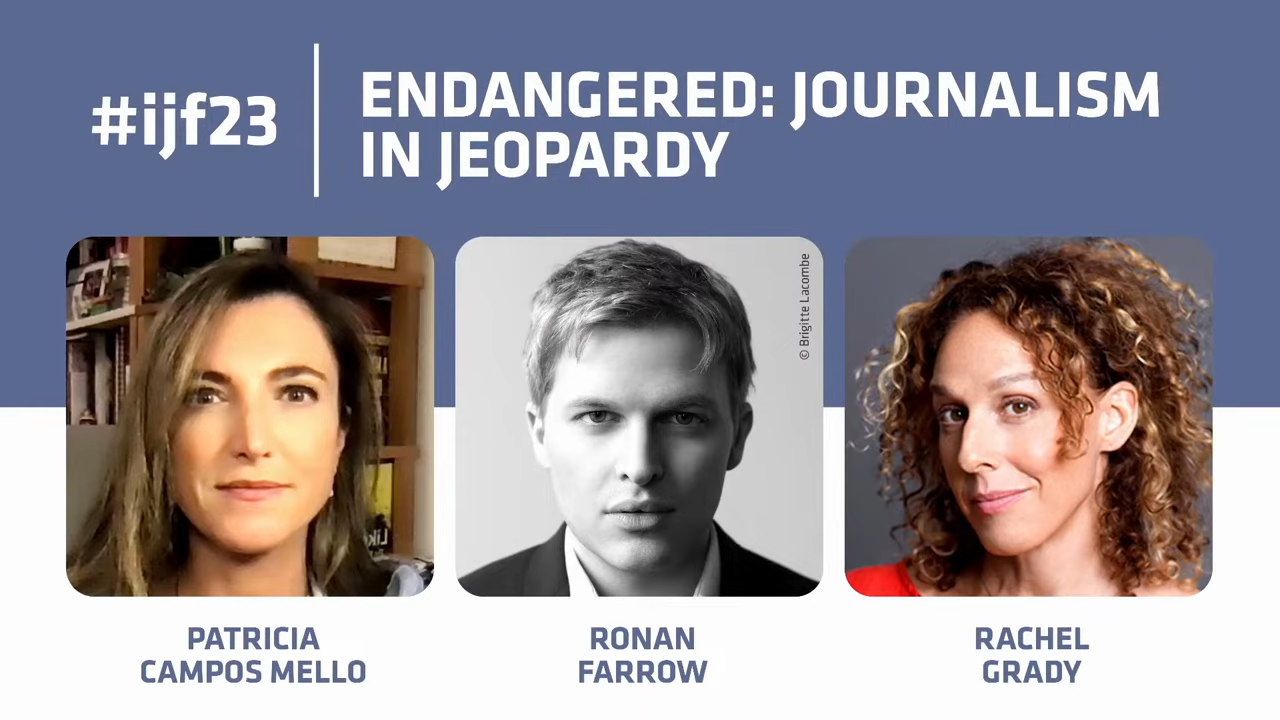 #ijf23
ENDANGERED: JOURNALISM
IN JEOPARDY
© Brigitte Lacombe
PATRICIA
CAMPOS MELLO
RONAN
FARROW
RACHEL
GRADY